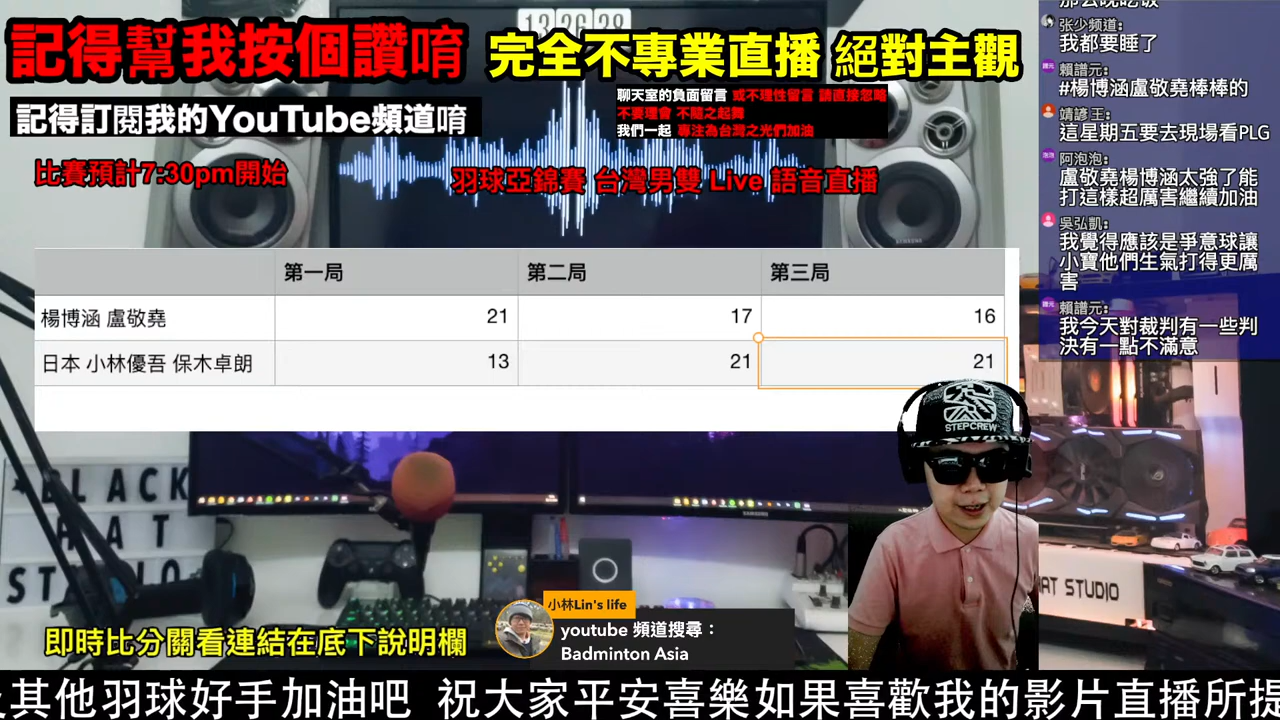 記得幫我按個讚唷
完全不專業直播 絕對主觀
記得訂閱我的YouTube頻道唷
聊天室的負面留言 或不理性留言 請直接忽略
不要理會 不隨之起舞
我們一起 專注為台灣之光們加油
比賽預計7:30pm開始
羽球亞錦賽 台灣男雙 Live 語音直播
第一局 第二局 第三局
楊博涵 盧敬堯 21 17 16
日本 小林優吾 保木卓朗 13 21 21
张少频道:
我都要睡了
賴譜元:
#楊博涵盧敬堯棒棒的
靖諺 王:
這星期五要去現場看PLG
阿泡泡:
盧敬堯楊博涵太強了能
打這樣超厲害繼續加油
吳弘凱:
我覺得應該是爭意球讓
小寶他們生氣打得更厲
害
賴譜元:
我今天對裁判有一些判
決有一點不滿意
STEPCREW
BLACK
HAT
STUDIO
SAMSUNG
HAT STUDIO
小林Lin's life
youtube 頻道搜尋：
Badminton Asia
即時比分關看連結在底下說明欄
其他羽球好手加油吧 祝大家平安喜樂如果喜歡我的影片直播所提